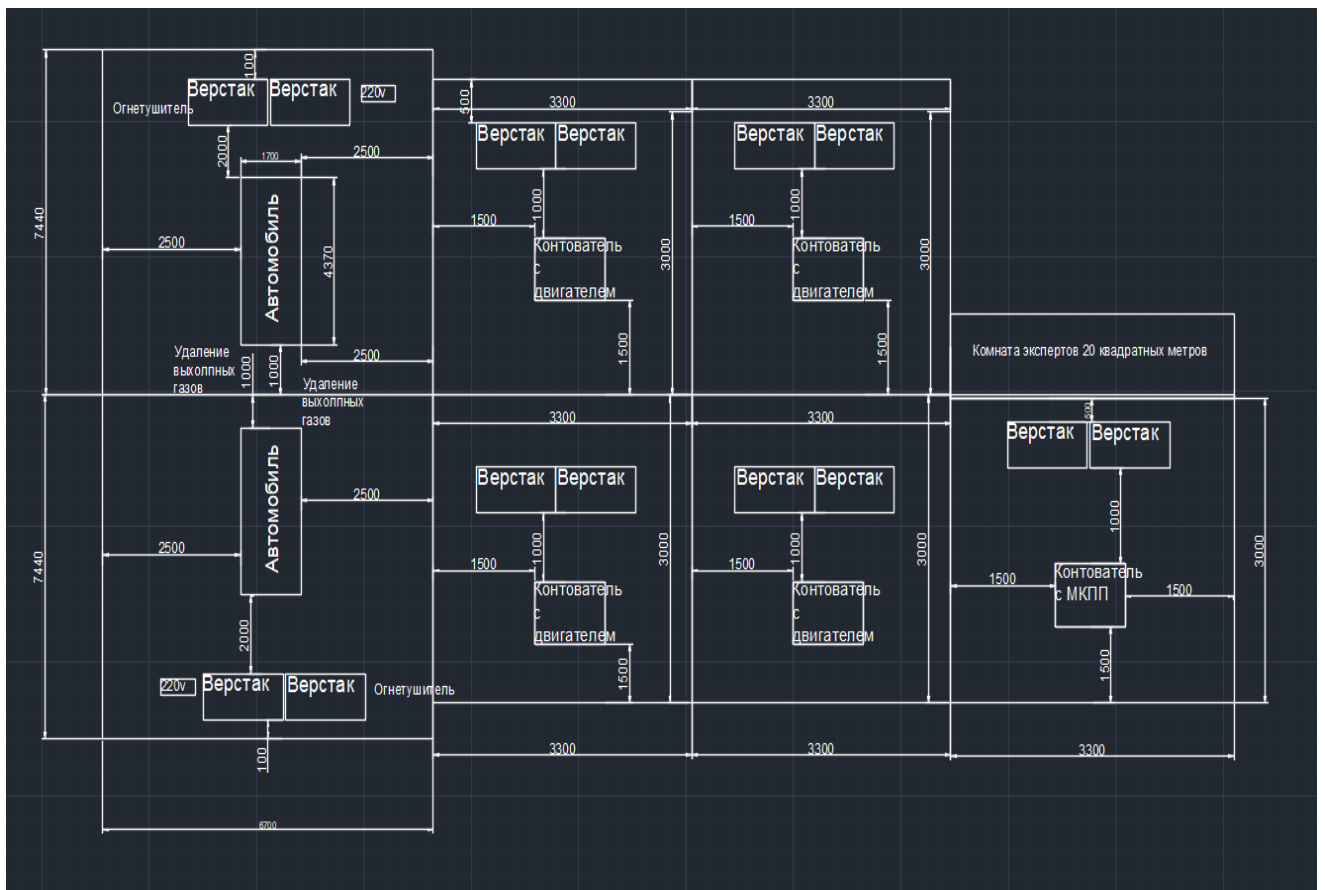 100
Верстак Верстак 220v
Огнетушитель
2000
1700
2500
7440
2500
Автомобиль
4370
Удаление
выхолпных
газов
1000
1000
2500
Удаление
выхолпных
газов
500
3300
3300
Верстак Верстак
Верстак Верстак
1000
1000
1500
1500
3000
3000
Контователь
с
двигателем
Контователь
с
двигателем
1500
1500
Комната экспертов 20 квадратных метров
7440
2500
2500
Автомобиль
2000
220v Верстак Верстак Огнетушитель
100
6700
3300
3300
Верстак Верстак
Верстак Верстак
1000
1000
1500
1500
3000
3000
Контователь
с
двигателем
Контователь
с
двигателем
1500
500
Верстак Верстак
1000
3000
1500
Контователь
с МКПП
1500
1500
3300
3300
3300